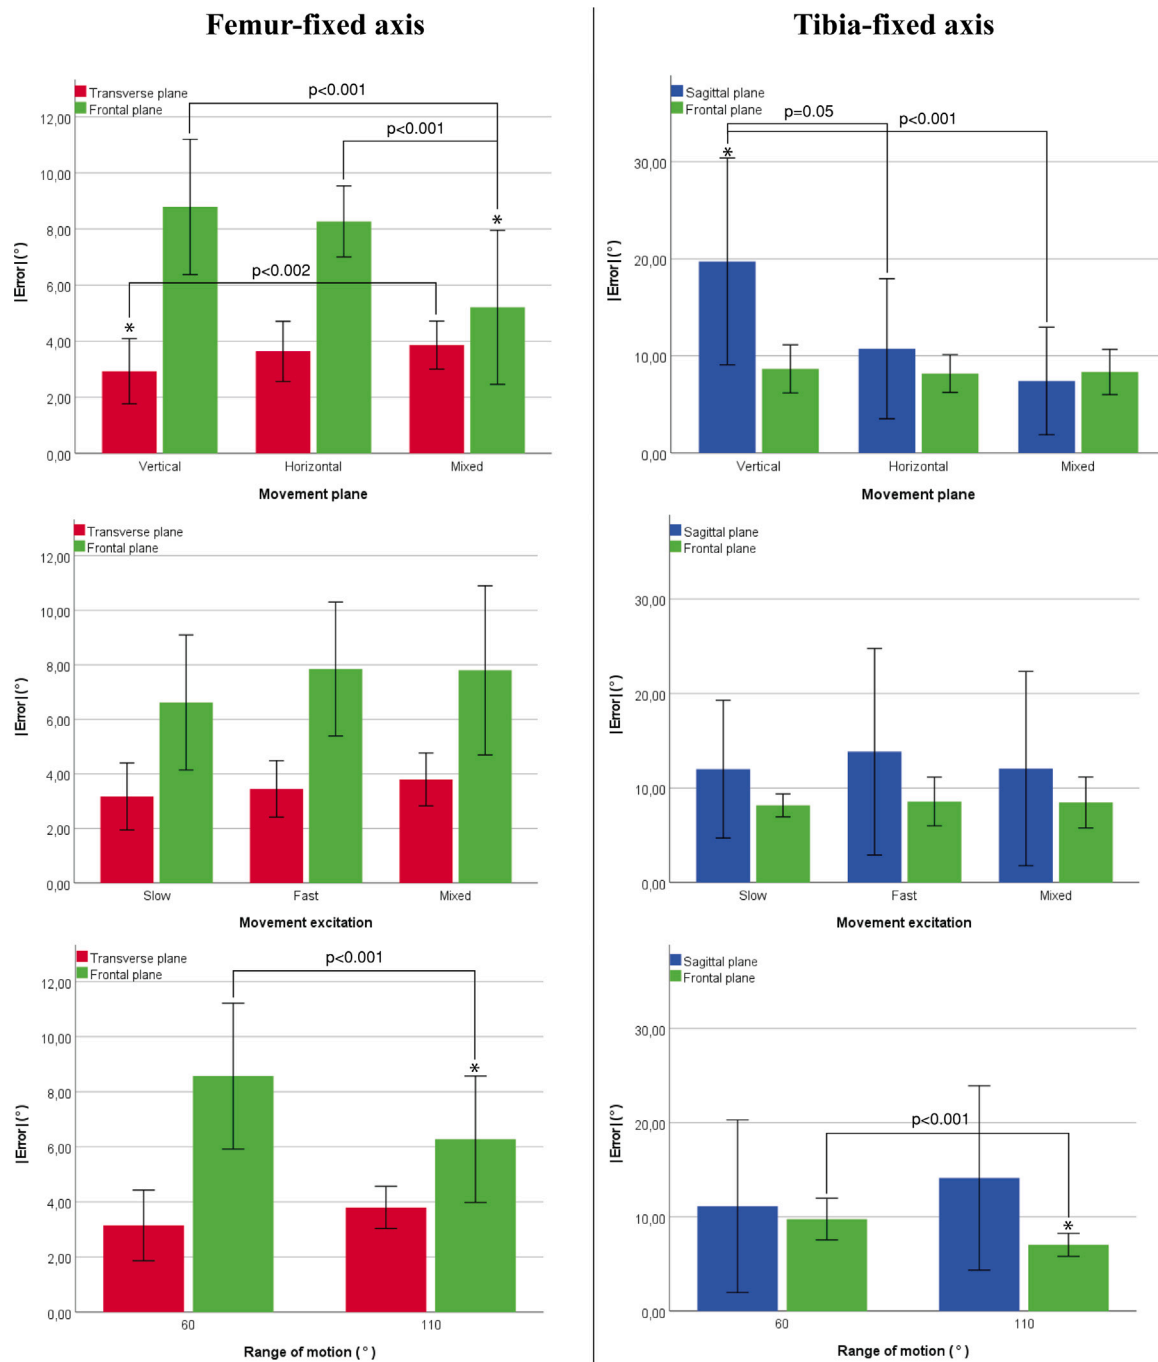 Femur-fixed axis
Tibia-fixed axis
Transverse plane
Frontal plane
p<0.001
p<0.001
p<0.002
*
*
12,00
10,00
8,00
6,00
4,00
2,00
0,00
|Error| (°)
Vertical
Horizontal
Mixed
Movement plane
Sagittal plane
Frontal plane
p=0.05
p<0.001
*
30,00
20,00
10,00
0,00
|Error| (°)
Vertical
Horizontal
Mixed
Movement plane
Transverse plane
Frontal plane
12,00
10,00
8,00
6,00
4,00
2,00
0,00
|Error| (°)
Slow
Fast
Mixed
Movement excitation
Sagittal plane
Frontal plane
30,00
20,00
10,00
0,00
|Error| (°)
Slow
Fast
Mixed
Movement excitation
Transverse plane
Frontal plane
p<0.001
*
12,00
10,00
8,00
6,00
4,00
2,00
0,00
|Error| (°)
60
110
Range of motion (°)
Sagittal plane
Frontal plane
p<0.001
*
30,00
20,00
10,00
0,00
|Error| (°)
60
110
Range of motion (°)